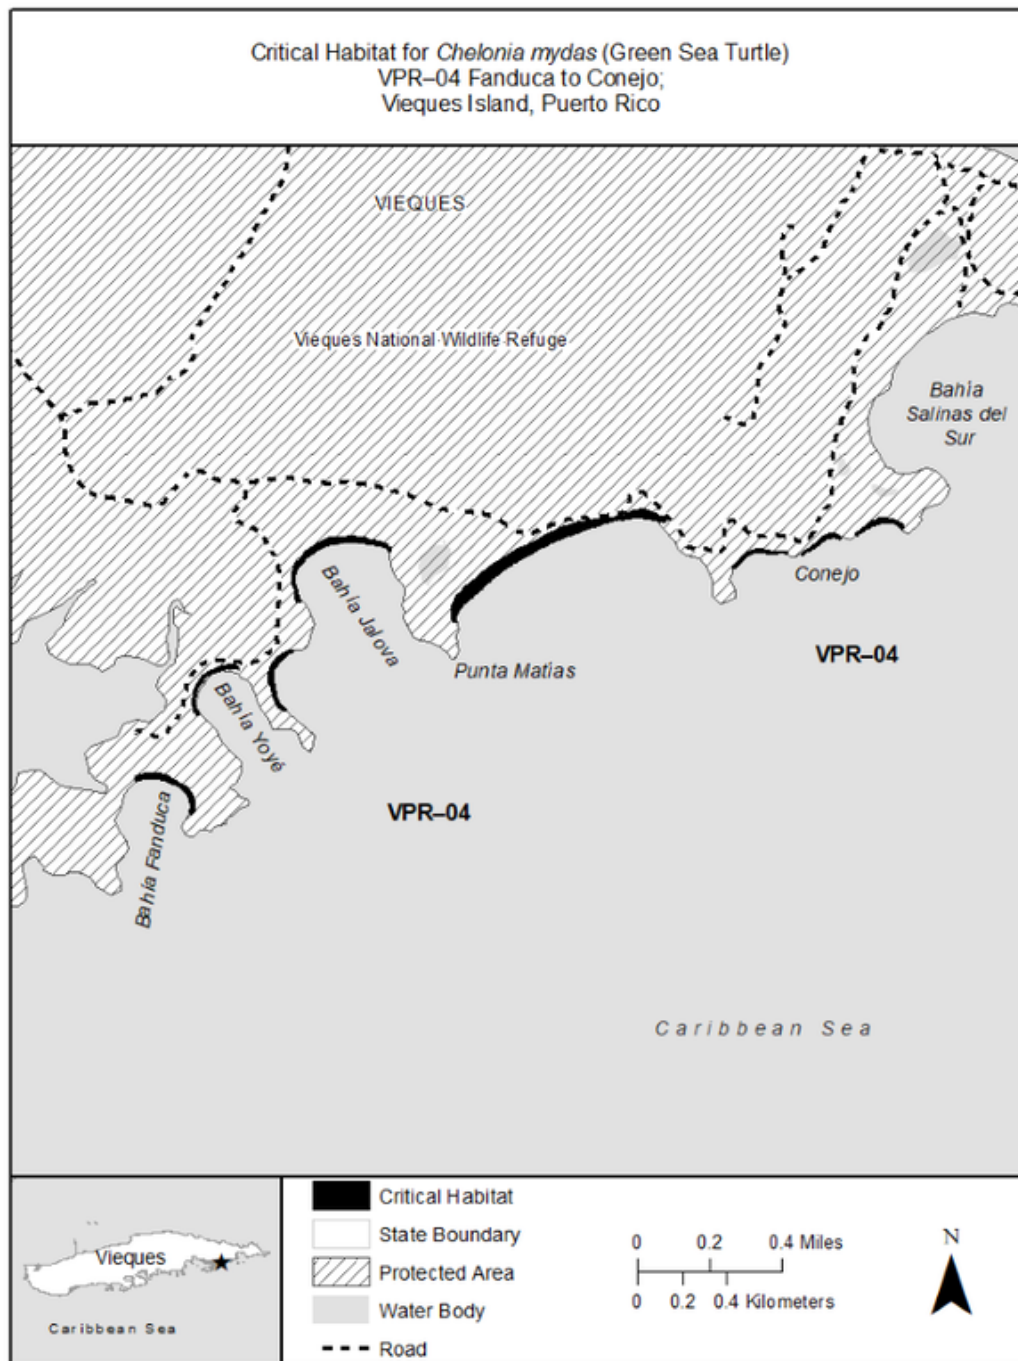 Critical Habitat for Chelonia mydas (Green Sea Turtle)
VPR–04 Fanduca to Conejo;
Vieques Island, Puerto Rico
VIEQUES
Vieques National Wildlife Refuge
Bahía
Salinas del
Sur
Bahía Jalova
Conejo
VPR–04
Punta Matías
Bahía Yoyé
VPR–04
Bahía Fanduca
Caribbean Sea
Vieques
Caribbean Sea
Critical Habitat
State Boundary
Protected Area
Water Body
Road
0 0.2 0.4 Miles
0 0.2 0.4 Kilometers
N